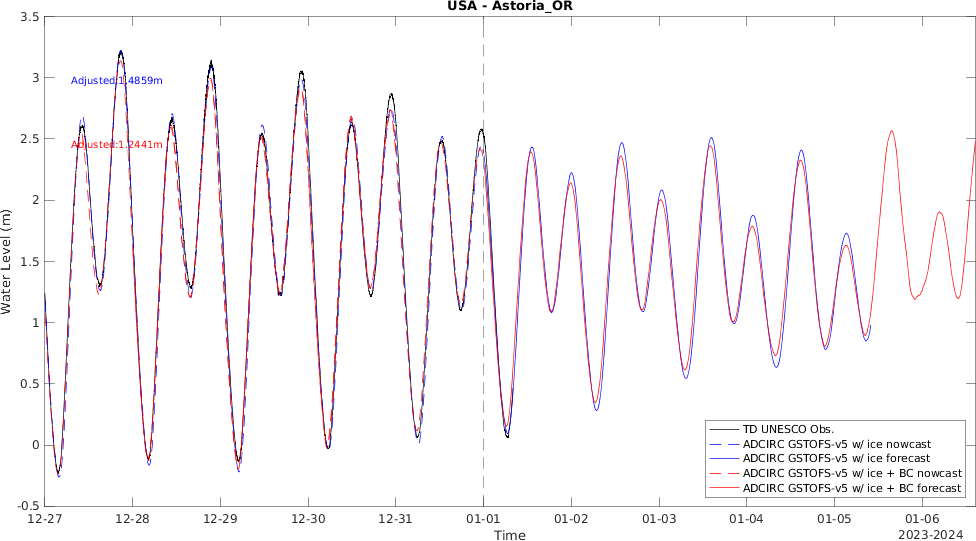 USA - Astoria_OR
3.5
3
2.5
2
1.5
1
0.5
0
-0.5
Water Level (m)
Adjusted:1.4859m
Adjusted:1.2441m
TD UNESCO Obs.
ADCIRC GSTOFS-v5 w/ ice nowcast
ADCIRC GSTOFS-v5 w/ ice forecast
ADCIRC GSTOFS-v5 w/ ice + BC nowcast
ADCIRC GSTOFS-v5 w/ ice + BC forecast
12-27 12-28 12-29 12-30 12-31 01-01 01-02 01-03 01-04 01-05 01-06
Time
2023-2024